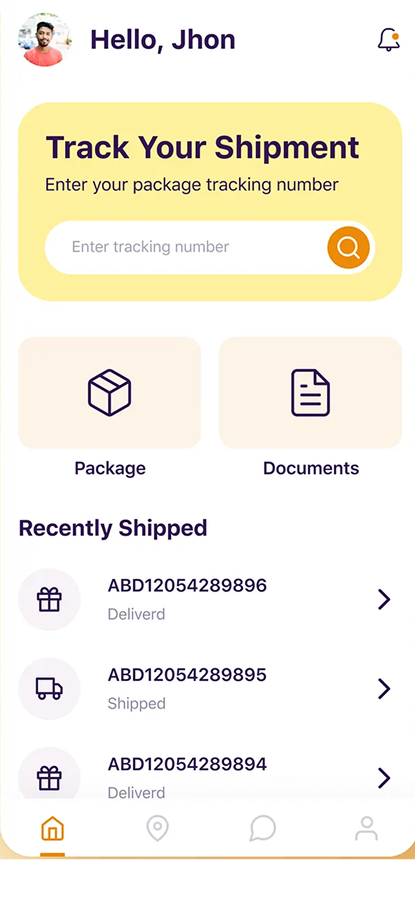 Hello, Jhon
Track Your Shipment
Enter your package tracking number
Enter tracking number
Package
Documents
Recently Shipped
ABD12054289896
Deliverd
ABD12054289895
Shipped
ABD12054289894
Deliverd